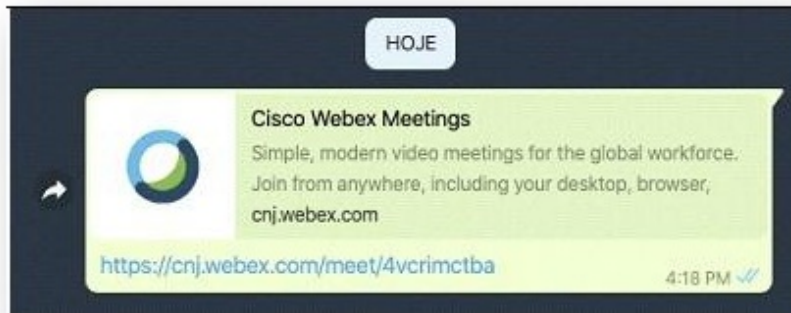 HOJE
Cisco Webex Meetings
Simple, modern video meetings for the global workforce.
Join from anywhere, including your desktop, browser,
cnj.webex.com
https://cnj.webex.com/meet/4vcrimctba
4:18 PM